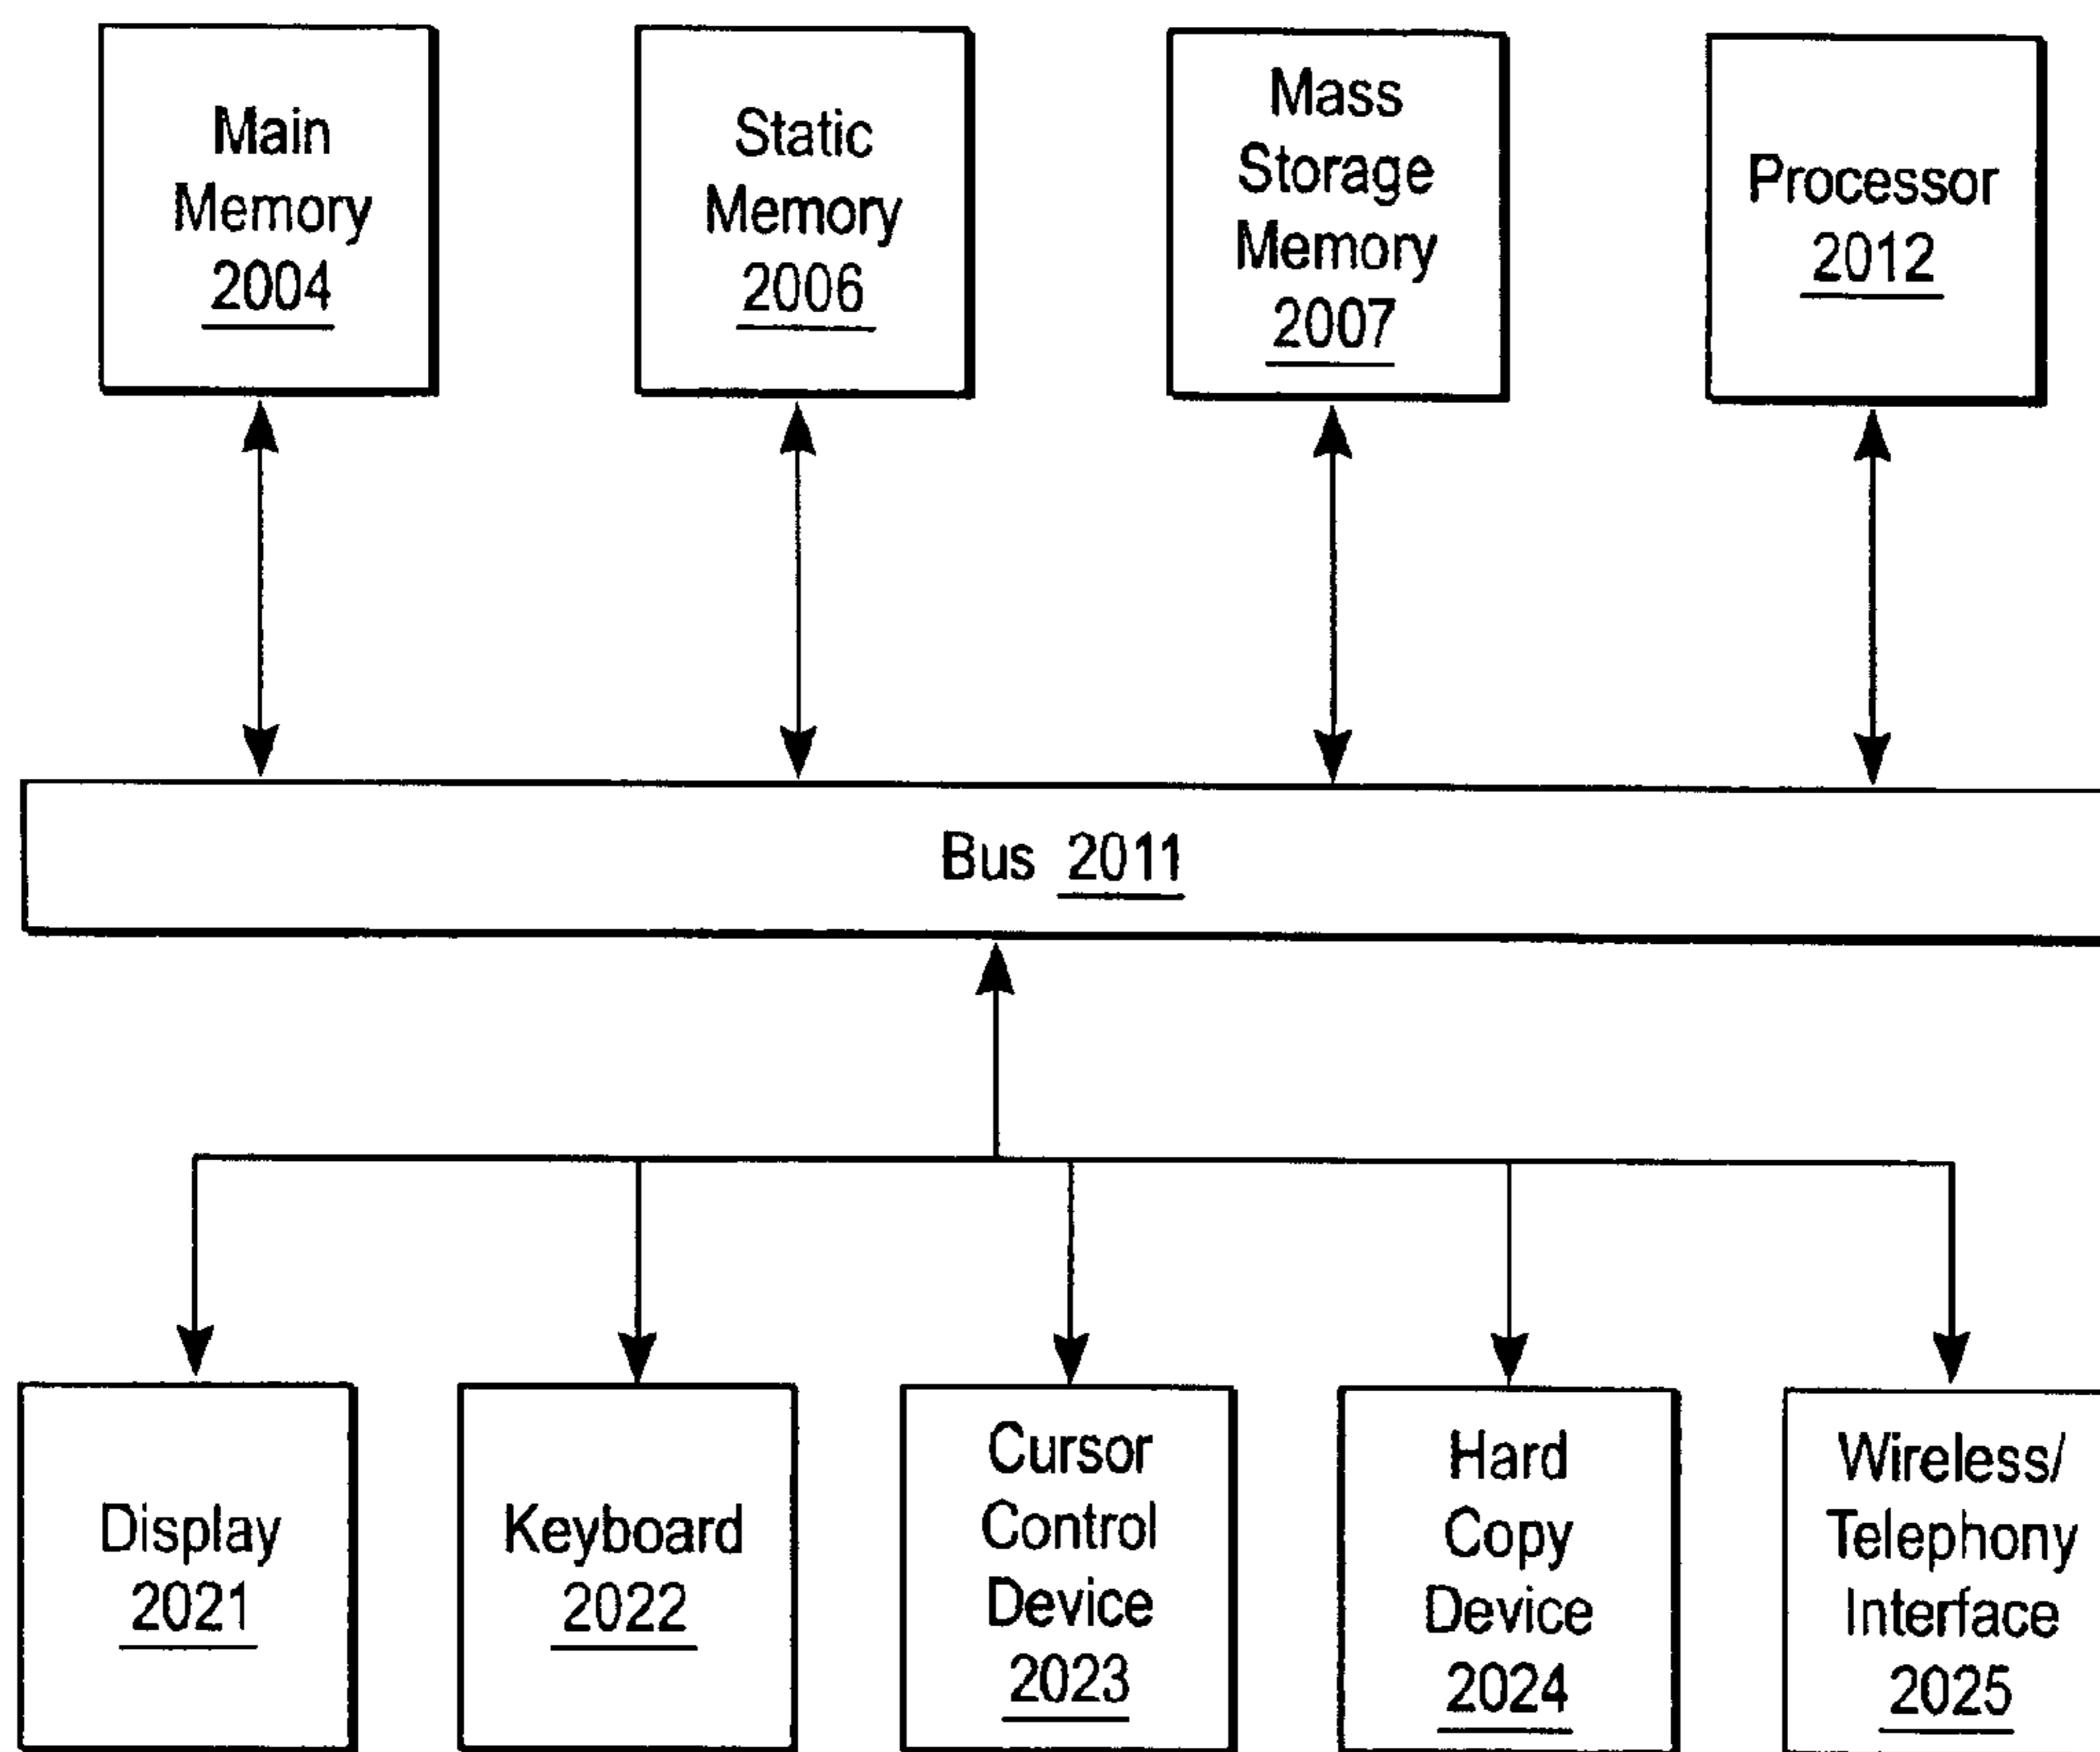 Main
Memory
2004
Static
Memory
2006
Mass
Storage
Memory
2007
Processor
2012
Bus 2011
Display
2021
Keyboard
2022
Cursor
Control
Device
2023
Hard
Copy
Device
2024
Wireless/
Telephony
Interface
2025